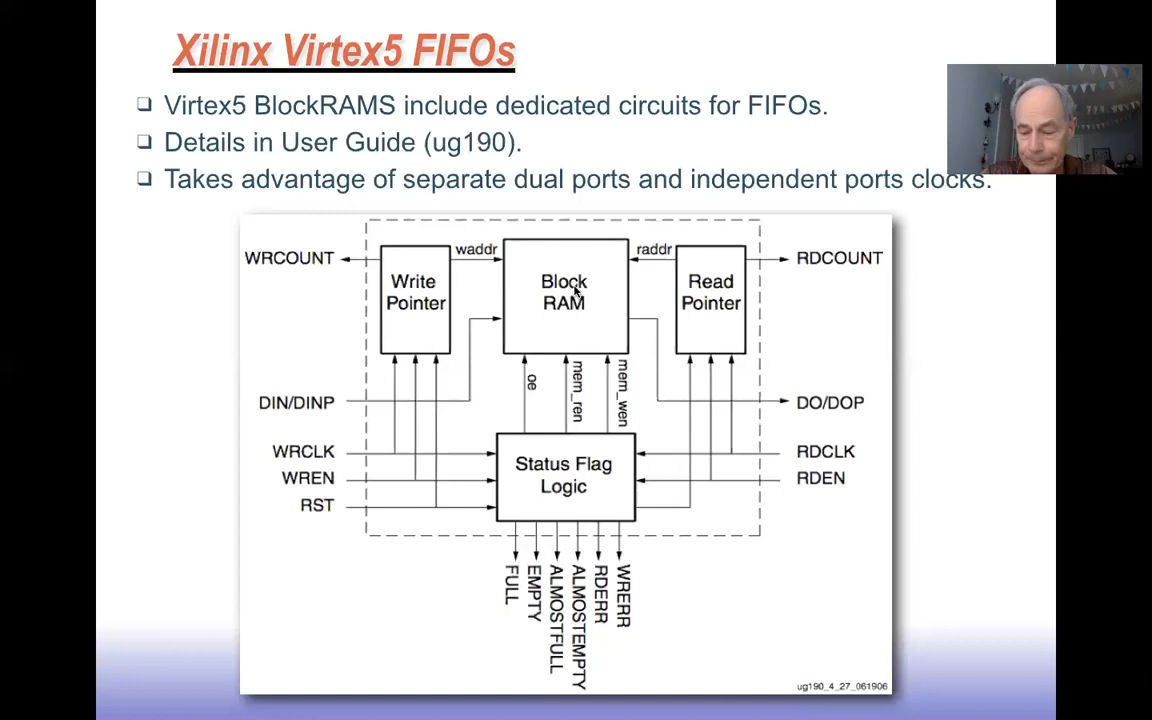 Xilinx Virtex5 FIFOs
❑ Virtex5 BlockRAMS include dedicated circuits for FIFOs.
❑ Details in User Guide (ug190).
❑ Takes advantage of separate dual ports and independent ports clocks.
WRCOUNT
Write
Pointer
waddr
Block
RAM
raddr
Read
Pointer
RDCOUNT
oe
mem_ren
mem_wen
DIN/DINP
DO/DOP
WRCLK
WREN
RST
Status Flag
Logic
RDCLK
RDEN
FULL
EMPTY
ALMOSTFULL
ALMOSTEMPTY
RDERR
WRERR
ug190_4_27_061906